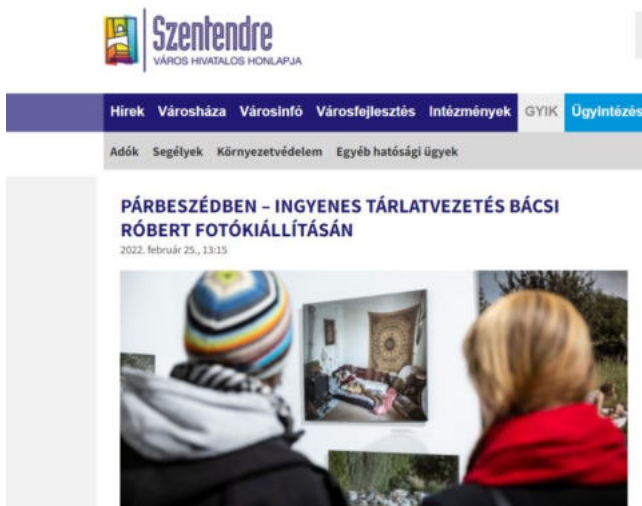 Szentendre
VÁROS HIVATALOS HONLAPJA
Hírek Városháza Városinfó Városfejlesztés Intézmények GYIK Ügyintézés
Adók Segélyek Környezetvédelem Egyéb hatósági ügyek
PÁRBESZÉDBEN – INGYENES TÁRLATVEZETÉS BÁCSI
RÓBERT FOTÓKIÁLLÍTÁSÁN
2022. február 25., 13:15